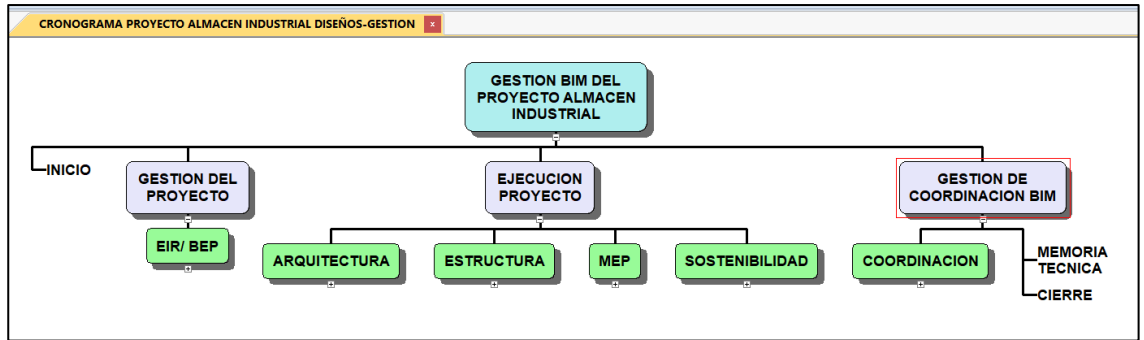 CRONOGRAMA PROYECTO ALMACEN INDUSTRIAL DISEÑOS-GESTION x
GESTION BIM DEL
PROYECTO ALMACEN
INDUSTRIAL
INICIO
GESTION DEL
PROYECTO
EJECUCION
PROYECTO
GESTION DE
COORDINACION BIM
EIR/ BEP
ARQUITECTURA
ESTRUCTURA
MEP
SOSTENIBILIDAD
COORDINACION
MEMORIA
TECNICA
CIERRE